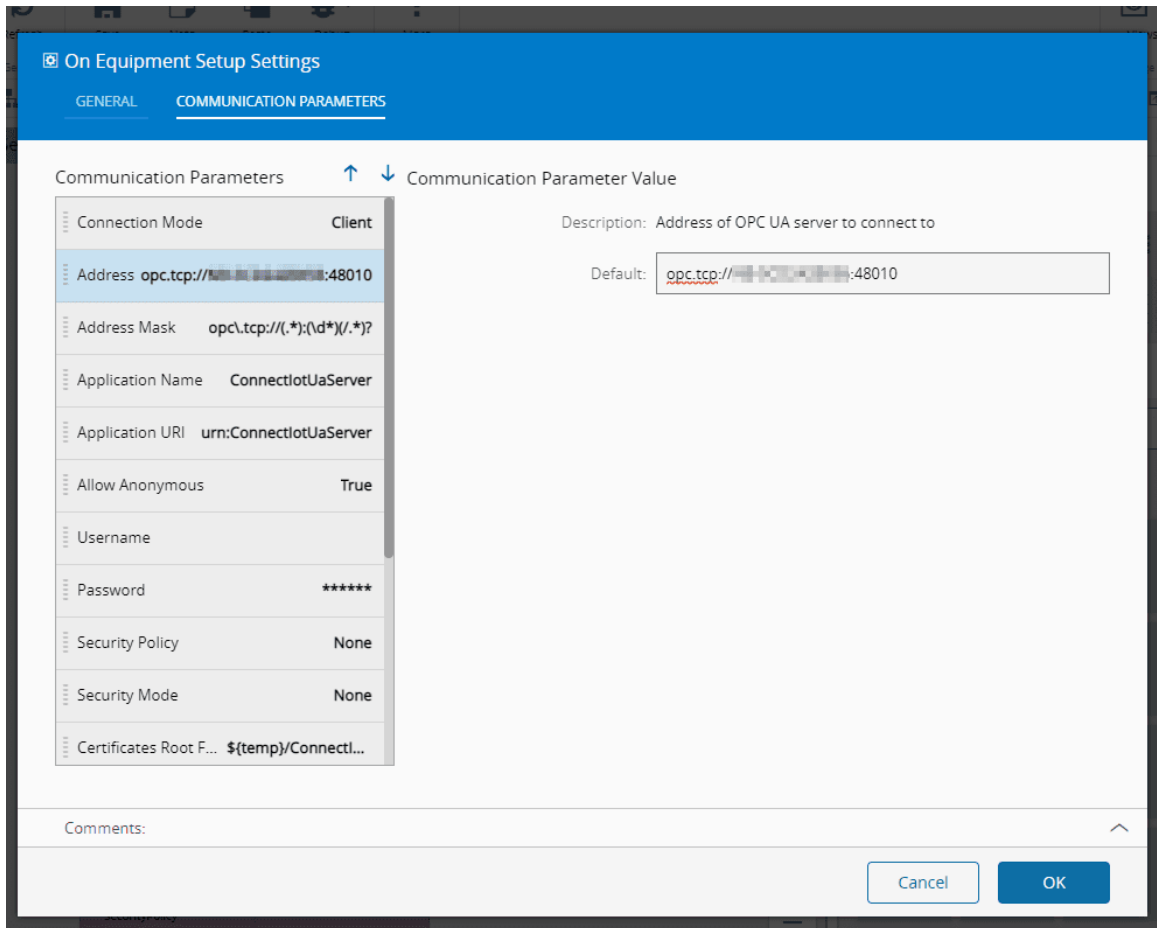 On Equipment Setup Settings
GENERAL COMMUNICATION PARAMETERS
Communication Parameters
Communication Parameter Value
Connection Mode Client
Description: Address of OPC UA server to connect to
Address opc.tcp:// :48010
Default: opc.tcp:// :48010
Address Mask opc\.tcp://(.*):(\d*)(/.*)?
Application Name ConnectIotUaServer
Application URI urn:ConnectIotUaServer
Allow Anonymous True
Username
Password ******
Security Policy None
Security Mode None
Certificates Root F... ${temp}/ConnectI...
Comments:
Cancel OK